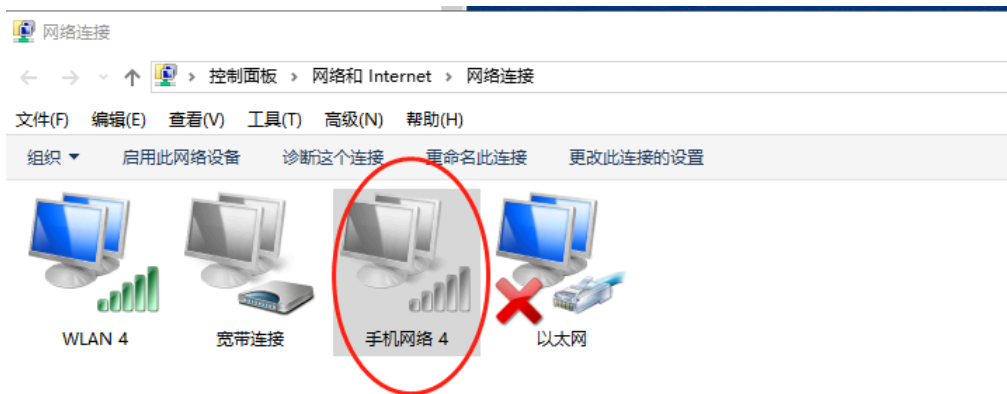 网络连接
控制面板 › 网络和 Internet › 网络连接
文件(F) 编辑(E) 查看(V) 工具(T) 高级(N) 帮助(H)
组织 启用此网络设备 诊断这个连接 重命名此连接 更改此连接的设置
WLAN 4 宽带连接 手机网络 4 以太网